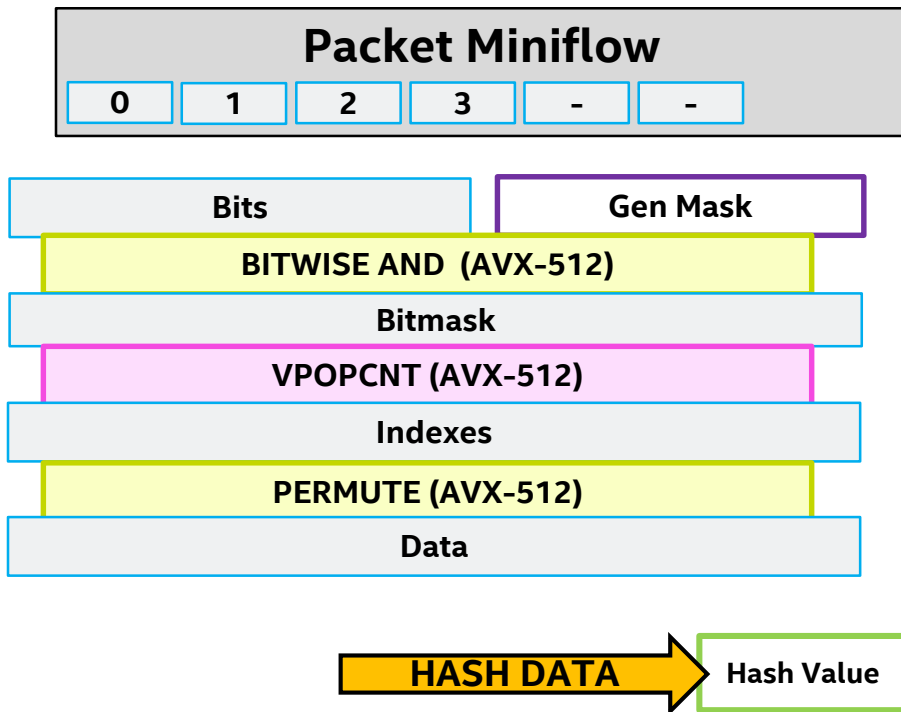 Packet Miniflow
0 1 2 3 - -
Bits Gen Mask
BITWISE AND (AVX-512)
Bitmask
VPOPCNT (AVX-512)
Indexes
PERMUTE (AVX-512)
Data
HASH DATA Hash Value